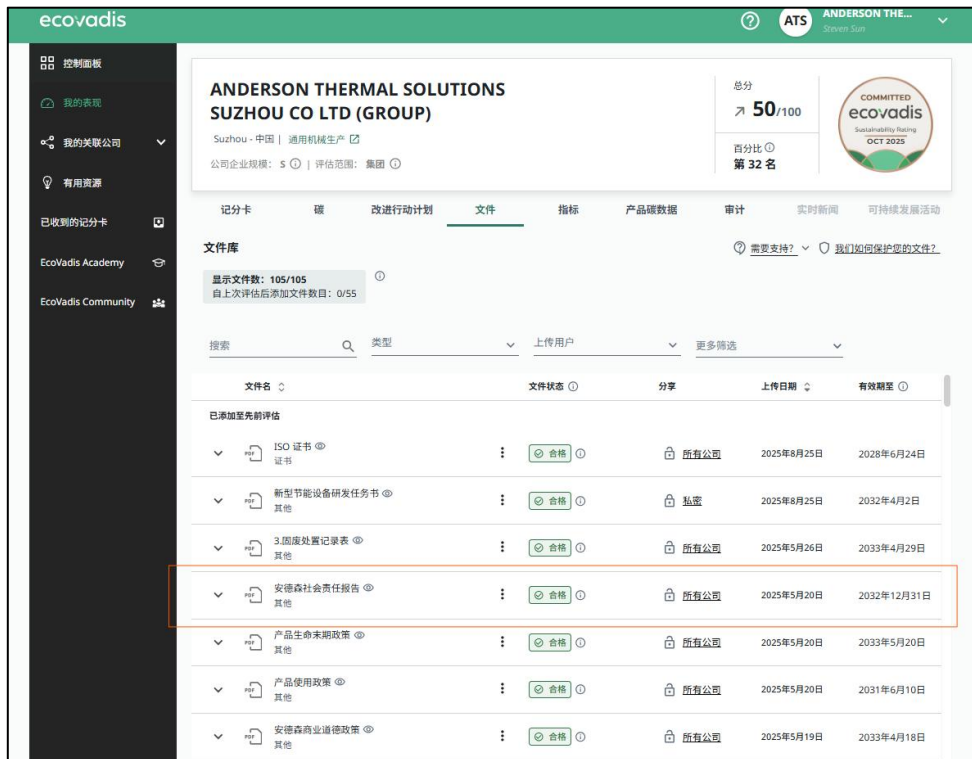 ecovadis
ATS
ANDERSON THE...
Steven Sun
控制面板
我的表现
我的关联公司
有用资源
已收到的记分卡
EcoVadis Academy
EcoVadis Community
ANDERSON THERMAL SOLUTIONS
SUZHOU CO LTD (GROUP)
Suzhou - 中国 | 通用机械生产
公司企业规模： S | 评估范围： 集团
总分
50/100
百分比
第 32 名
COMMITTED
ecovadis
Sustainability Rating
OCT 2025
记分卡 碳 改进行动计划 文件 指标 产品碳数据 审计 实时新闻 可持续发展活动
文件库
需要支持？ 我们如何保护您的文件？
显示文件数：105/105
自上次评估后添加文件数目：0/55
搜索 类型 上传用户 更多筛选
文件名 文件状态 分享 上传日期 有效期至
已添加至先前评估
PDF ISO 证书 合格 所有公司 2025年8月25日 2028年6月24日
证书
PDF 新型节能设备研发任务书 合格 私密 2025年8月25日 2032年4月2日
其他
PDF 3.固废处置记录表 合格 所有公司 2025年5月26日 2033年4月29日
其他
PDF 安德森社会责任报告 合格 所有公司 2025年5月20日 2032年12月31日
其他
PDF 产品生命末期政策 合格 所有公司 2025年5月20日 2033年5月20日
其他
PDF 产品使用政策 合格 所有公司 2025年5月20日 2031年6月10日
其他
PDF 安德森商业道德政策 合格 所有公司 2025年5月19日 2033年4月18日
其他